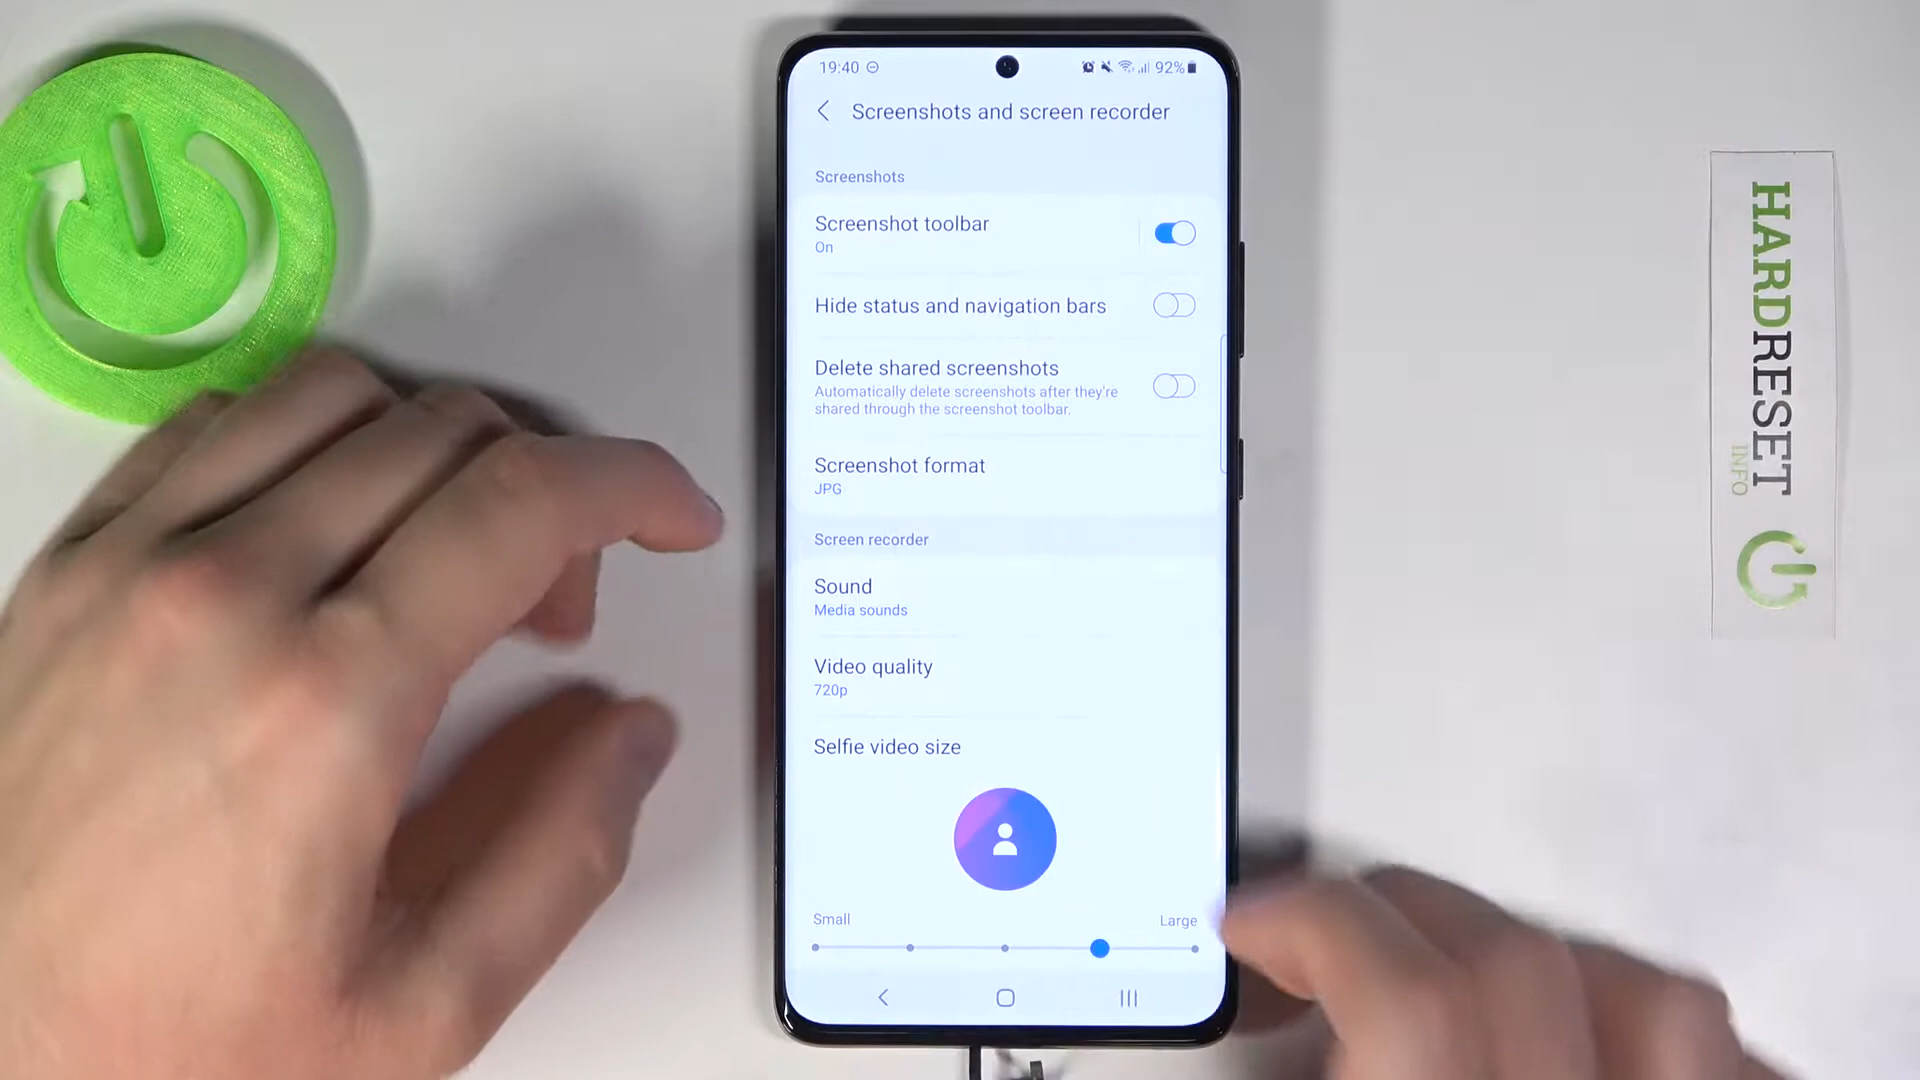 19:40
92%
Screenshots and screen recorder
Screenshots
Screenshot toolbar
On
Hide status and navigation bars
Delete shared screenshots
Automatically delete screenshots after they're
shared through the screenshot toolbar.
Screenshot format
JPG
Screen recorder
Sound
Media sounds
Video quality
720p
Selfie video size
Small
Large
HARDRESET
INFO